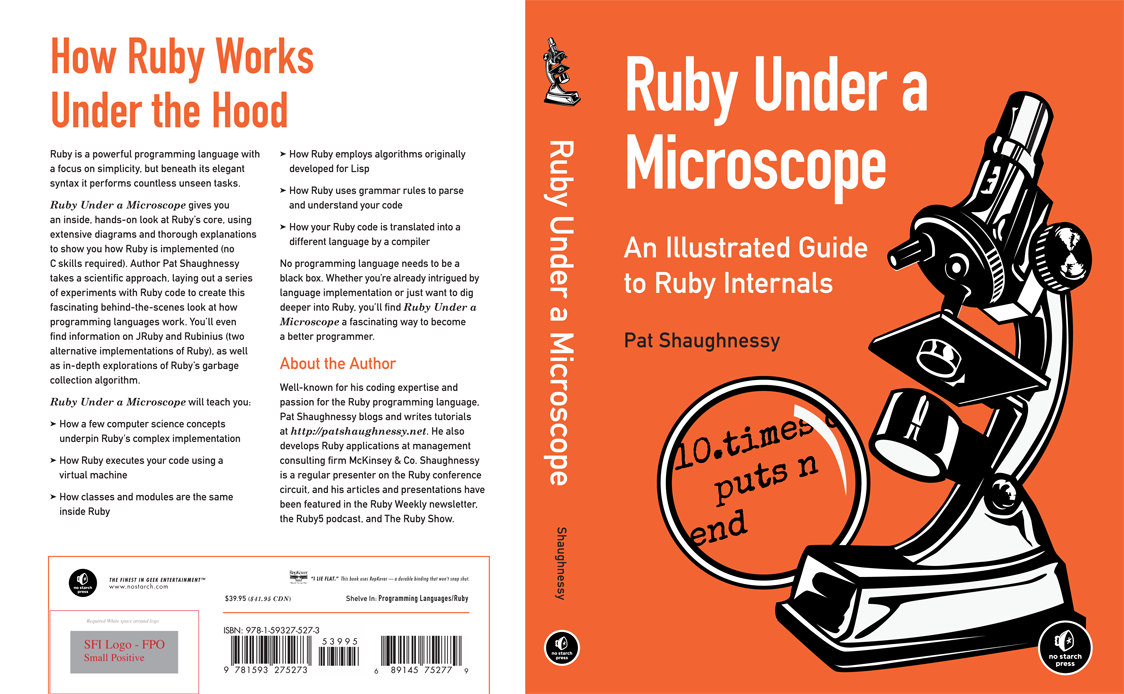 How Ruby Works
Under the Hood
Ruby is a powerful programming language with
a focus on simplicity, but beneath its elegant
syntax it performs countless unseen tasks.
Ruby Under a Microscope gives you
an inside, hands-on look at Ruby's core, using
extensive diagrams and thorough explanations
to show you how Ruby is implemented (no
C skills required). Author Pat Shaughnessy
takes a scientific approach, laying out a series
of experiments with Ruby code to create this
fascinating behind-the-scenes look at how
programming languages work. You'll even
find information on JRuby and Rubinius (two
alternative implementations of Ruby), as well
as in-depth explorations of Ruby's garbage
collection algorithm.
Ruby Under a Microscope will teach you:
➤ How a few computer science concepts
underpin Ruby's complex implementation
➤ How Ruby executes your code using a
virtual machine
➤ How classes and modules are the same
inside Ruby
➤ How Ruby employs algorithms originally
developed for Lisp
➤ How Ruby uses grammar rules to parse
and understand your code
➤ How your Ruby code is translated into a
different language by a compiler
No programming language needs to be a
black box. Whether you're already intrigued by
language implementation or just want to dig
deeper into Ruby, you'll find Ruby Under a
Microscope a fascinating way to become
a better programmer.
About the Author
Well-known for his coding expertise and
passion for the Ruby programming language,
Pat Shaughnessy blogs and writes tutorials
at http://patshaughnessy.net. He also
develops Ruby applications at management
consulting firm McKinsey & Co. Shaughnessy
is a regular presenter on the Ruby conference
circuit, and his articles and presentations have
been featured in the Ruby Weekly newsletter,
the Ruby5 podcast, and The Ruby Show.
no starch
press
THE FINEST IN GEEK ENTERTAINMENT™
www.nostarch.com
RepKover
"I LIE FLAT." This book uses RepKover — a durable binding that won't snap shut.
$39.95 ($41.95 CDN)
Shelve In: Programming Languages/Ruby
Required White space around logo
SFI Logo - FPO
Small Positive
ISBN: 978-1-59327-527-3
53995
9 781593 275273
6 89145 75277 9
Ruby Under a Microscope
Shaughnessy
no starch
press
Ruby Under a
Microscope
An Illustrated Guide
to Ruby Internals
Pat Shaughnessy
10.times
puts n
end
no starch
press